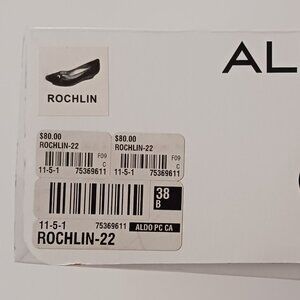 AL
ROCHLIN
$80.00
ROCHLIN-22
F09
C
11-5-1 75369611
$80.00
ROCHLIN-22
F09
C
11-5-1 75369611
38
B
11-5-1 75369611 ALDO PC CA
ROCHLIN-22